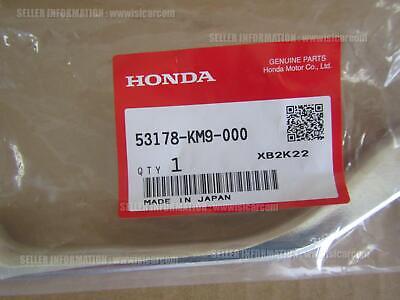 SELLER INFORMATION : www.isicar.com
HONDA
GENUINE PARTS
Honda Motor Co., Ltd.
53178-KM9-000
QTY 1
XB2K22
MADE IN JAPAN